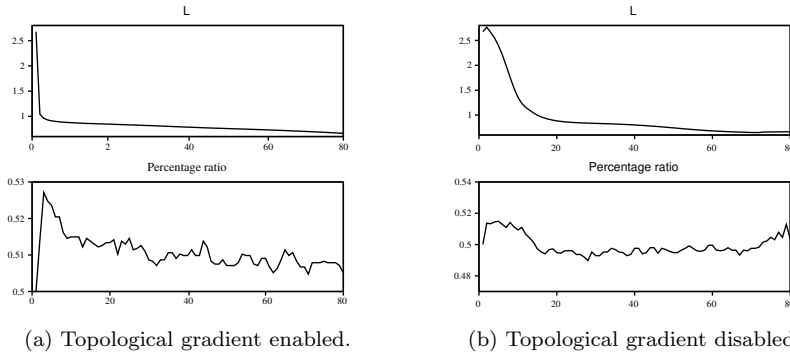 L
2.5
2
1.5
1
0 2 40 60 80
Percentage ratio
0.53
0.52
0.51
0.5
0 20 40 60 80
(a) Topological gradient enabled.
L
2.5
2
1.5
1
0 20 40 60 80
Percentage ratio
0.54
0.52
0.5
0.48
0 20 40 60 80
(b) Topological gradient disabled